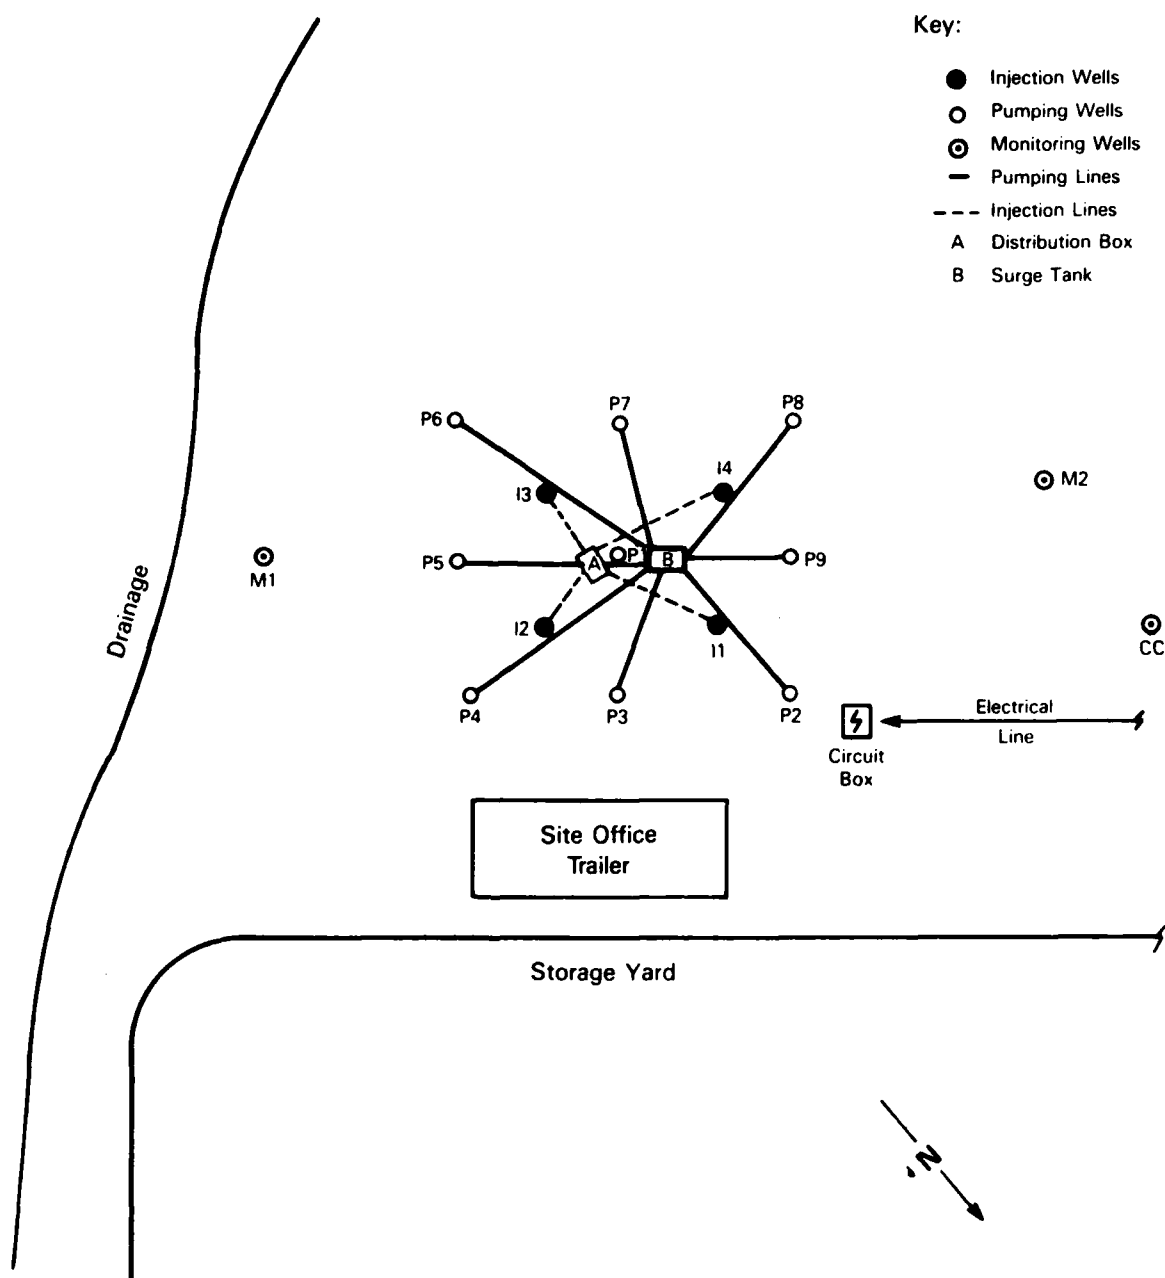 Key:
Injection Wells
Pumping Wells
Monitoring Wells
Pumping Lines
Injection Lines
A Distribution Box
B Surge Tank
P6
P7
P8
I3
I4
M2
M1
P5
A
P1
B
P9
Drainage
I2
I1
CC
P4
P3
P2
Electrical
Line
Circuit
Box
Site Office
Trailer
Storage Yard
N